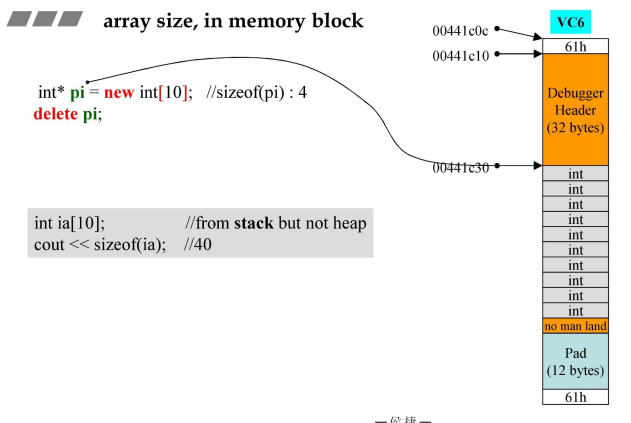 array size, in memory block
int* pi = new int[10]; //sizeof(pi) : 4
delete pi;
int ia[10]; //from stack but not heap
cout << sizeof(ia); //40
VC6
00441c0c
61h
00441c10
Debugger
Header
(32 bytes)
00441c30
int
int
int
int
int
int
int
int
int
int
no man land
Pad
(12 bytes)
61h
— 侯捷 —